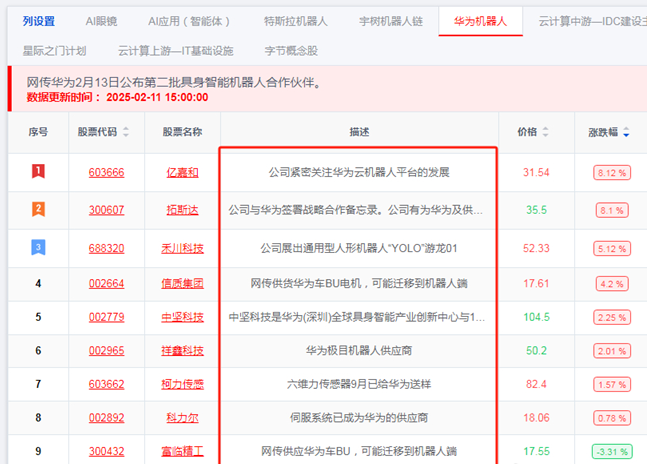 列设置 AI眼镜 AI应用（智能体） 特斯拉机器人 宇树机器人链 华为机器人 云计算中游—IDC建设主
星际之门计划 云计算上游—IT基础设施 字节概念股
网传华为2月13日公布第二批具身智能机器人合作伙伴。
数据更新时间： 2025-02-11 15:00:00
序号 股票代码 股票名称 描述 价格 涨跌幅
1 603666 亿嘉和 公司紧密关注华为云机器人平台的发展 31.54 8.12 %
2 300607 拓斯达 公司与华为签署战略合作备忘录。公司有为华为及供... 35.5 8.1 %
3 688320 禾川科技 公司展出通用型人形机器人“YOLO”游龙01 52.33 5.12 %
4 002664 信质集团 网传供货华为车BU电机，可能迁移到机器人端 17.61 4.2 %
5 002779 中坚科技 中坚科技是华为(深圳)全球具身智能产业创新中心与1... 104.5 2.25 %
6 002965 祥鑫科技 华为极目机器人供应商 50.2 2.01 %
7 603662 柯力传感 六维力传感器9月已给华为送样 82.4 1.57 %
8 002892 科力尔 伺服系统已成为华为的供应商 18.06 0.78 %
9 300432 富临精工 网传供应华为车BU，可能迁移到机器人端 17.55 -3.31 %